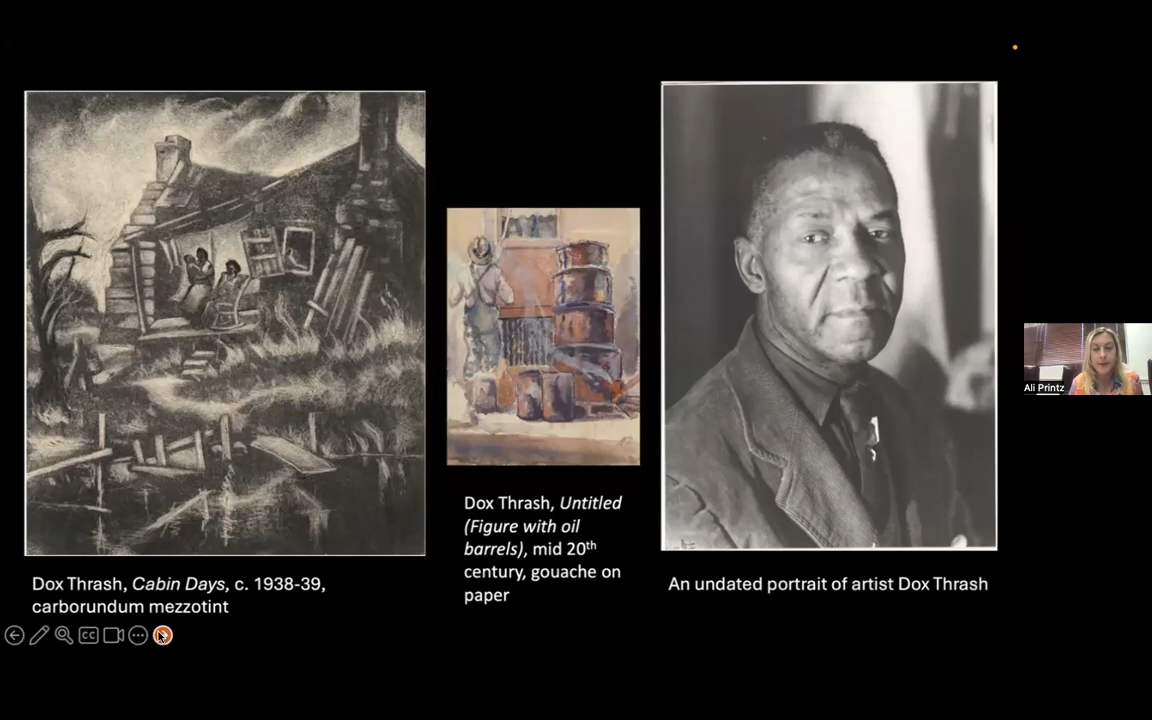 Dox Thrash, Cabin Days, c. 1938-39,
carborundum mezzotint
Dox Thrash, Untitled
(Figure with oil
barrels), mid 20th
century, gouache on
paper
An undated portrait of artist Dox Thrash
Ali Printz
CC